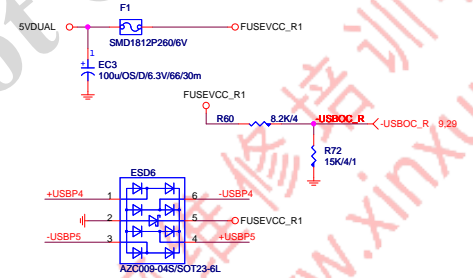 F1
5VDUAL
FUSEVCC_R1
SMD1812P260/6V
1
EC3
100u/OS/D/6.3V/66/30m
FUSEVCC_R1
R60
8.2K/4
-USBOC_R
-USBOC_R 9,29
R72
15K/4/1
ESD6
+USBP4
1
6
-USBP4
2
5
FUSEVCC_R1
-USBP5
3
4
+USBP5
AZC009-04S/SOT23-6L